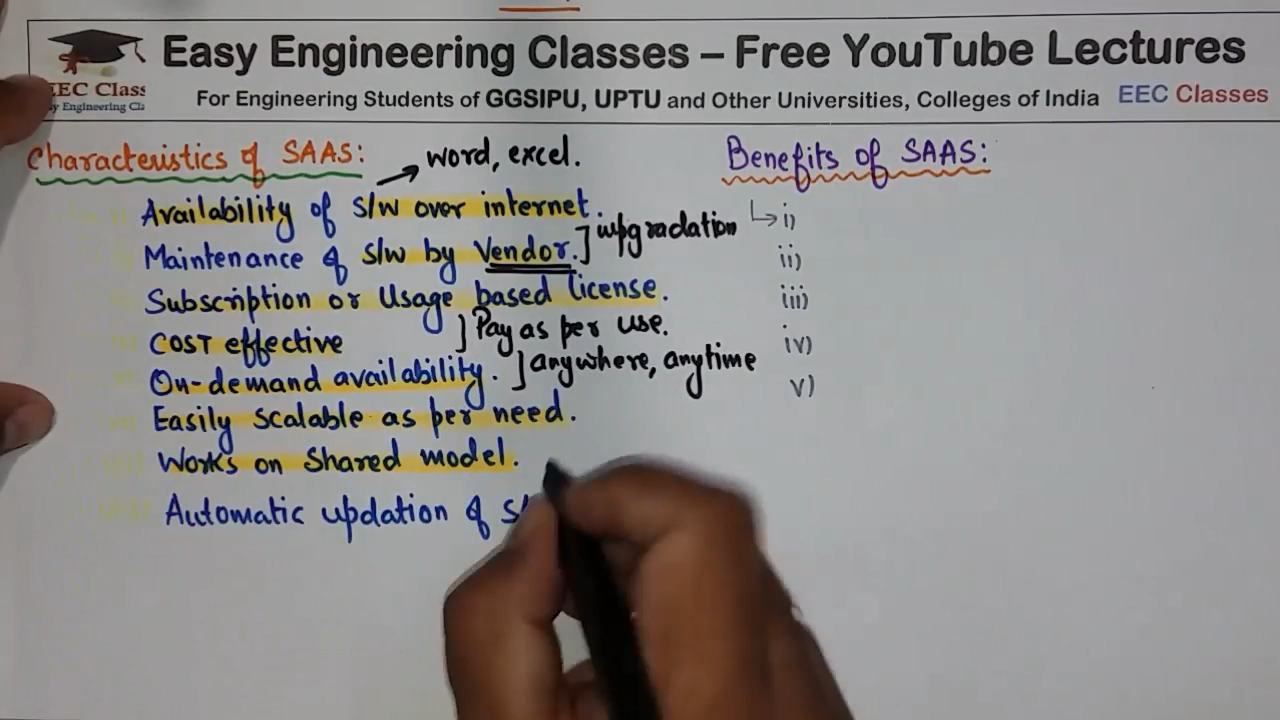 Easy Engineering Classes – Free YouTube Lectures
EEC Class
y Engineering Cla
For Engineering Students of GGSIPU, UPTU and Other Universities, Colleges of India
EEC Classes
Characteristics of SAAS:
word, excel.
Availability of s/w over internet.
Maintenance of s/w by Vendor.
upgradation
Subscription or Usage based license.
COST effective
Pay as per use.
On-demand availability.
anywhere, anytime
Easily scalable as per need.
Works on Shared model.
Automatic updation of
Benefits of SAAS:
i)
ii)
iii)
iv)
v)